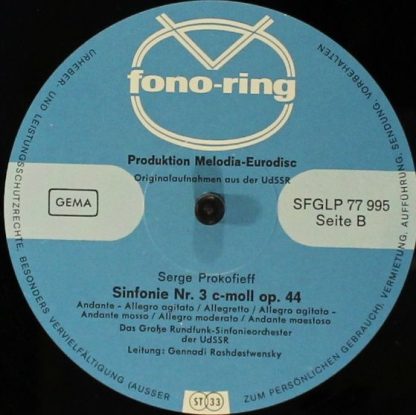 fono-ring
Produktion Melodia-Eurodisc
Originalaufnahmen aus der UdSSR
GEMA
SFGLP 77 995
Seite B
Serge Prokofieff
Sinfonie Nr. 3 c-moll op. 44
Andante - Allegro agitato / Allegretto / Allegro agitato -
Andante mosso / Allegro moderato / Andante maestoso
Das Große Rundfunk-Sinfonieorchester
der UdSSR
Leitung: Gennadi Rashdestwensky
ST 33
URHEBER- UND LEISTUNGSSCHUTZRECHTE, BESONDERS VERVIELFÄLTIGUNG (AUSSER ZUM PERSÖNLICHEN GEBRAUCH), VERMIETUNG, AUFFÜHRUNG, SENDUNG, VORBEHALTEN